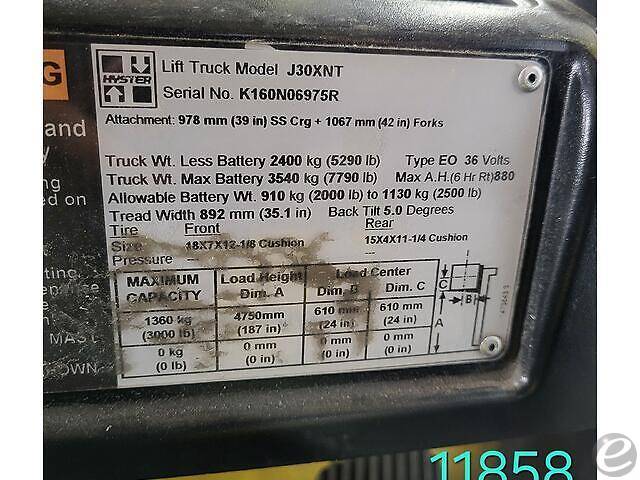 G
HYSTER
Lift Truck Model J30XNT
Serial No. K160N06975R
Attachment: 978 mm (39 in) SS Crg + 1067 mm (42 in) Forks
and
Truck Wt. Less Battery 2400 kg (5290 lb) Type EO 36 Volts
Truck Wt. Max Battery 3540 kg (7790 lb) Max A.H.(6 Hr Rt)880
Allowable Battery Wt. 910 kg (2000 lb) to 1130 kg (2500 lb)
Tread Width 892 mm (35.1 in) Back Tilt 5.0 Degrees
Tire Front Rear
Size 18X7X12-1/8 Cushion 15X4X11-1/4 Cushion
Pressure --- ---
MAXIMUM CAPACITY Load Height Dim. A Load Center Dim. B Dim. C
1360 kg (3000 lb) 4750mm (187 in) 610 mm (24 in) 610 mm (24 in)
0 kg (0 lb) 0 mm (0 in) 0 mm (0 in) 0 mm (0 in)
C
B
A
MAST
11858
e